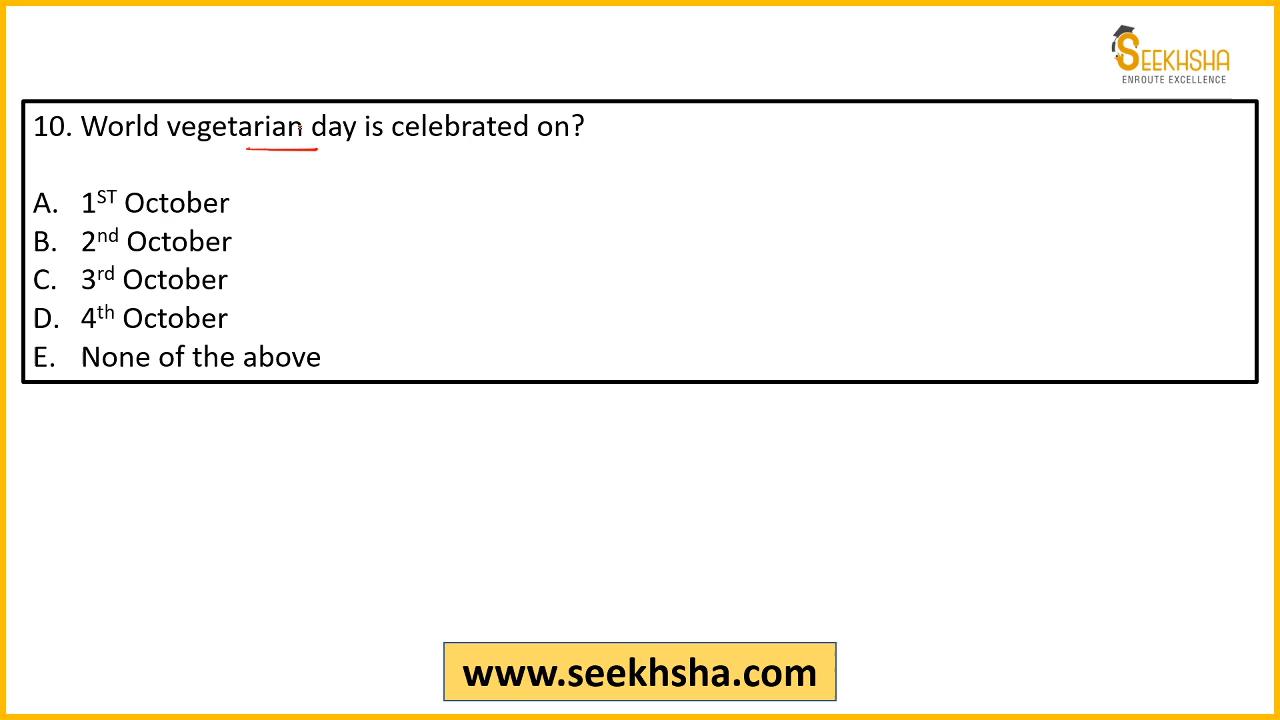 SEEKHSHA
ENROUTE EXCELLENCE
10. World vegetarian day is celebrated on?
A. 1ST October
B. 2nd October
C. 3rd October
D. 4th October
E. None of the above
www.seekhsha.com